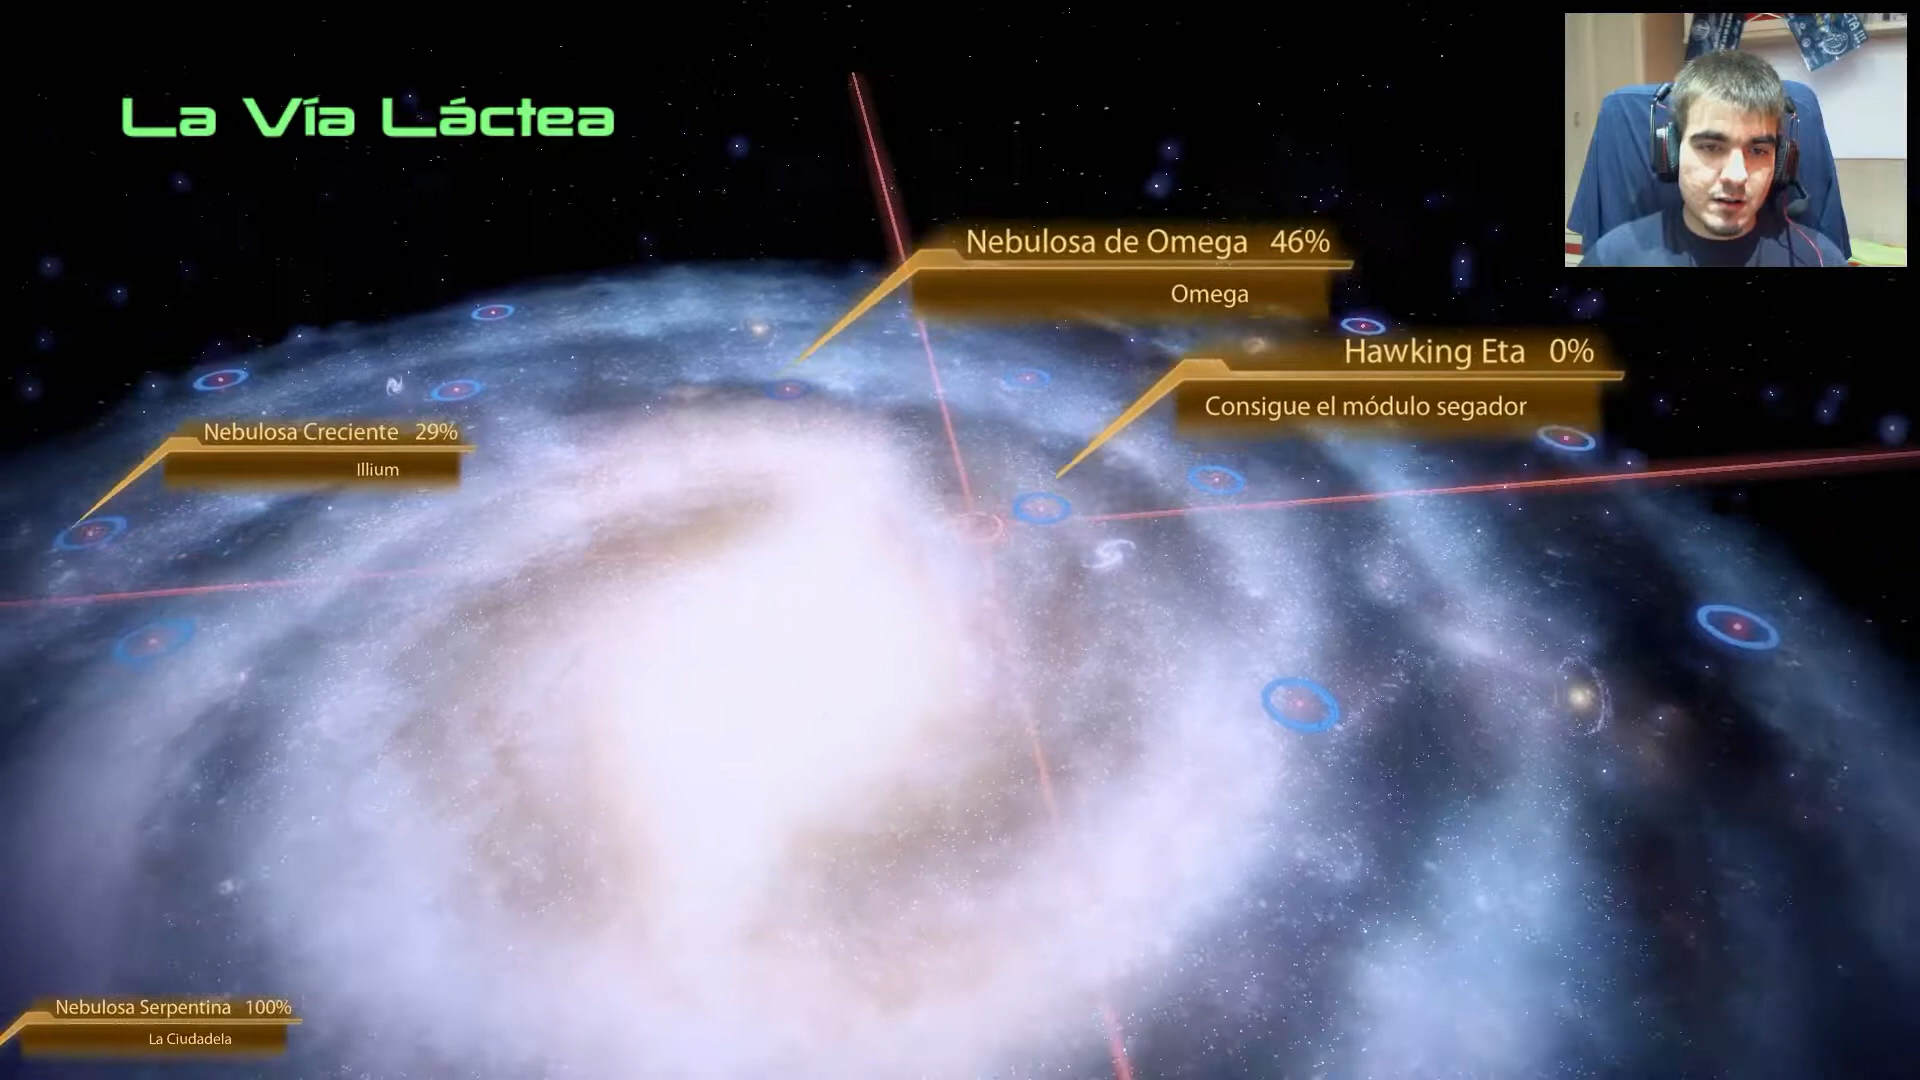 La Vía Láctea
Nebulosa de Omega 46%
Omega
Hawking Eta 0%
Consigue el módulo segador
Nebulosa Creciente 29%
Illium
Nebulosa Serpentina 100%
La Ciudadela